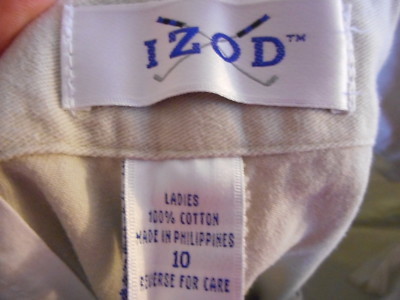 IZOD™
LADIES
100% COTTON
MADE IN PHILIPPINES
10
REVERSE FOR CARE